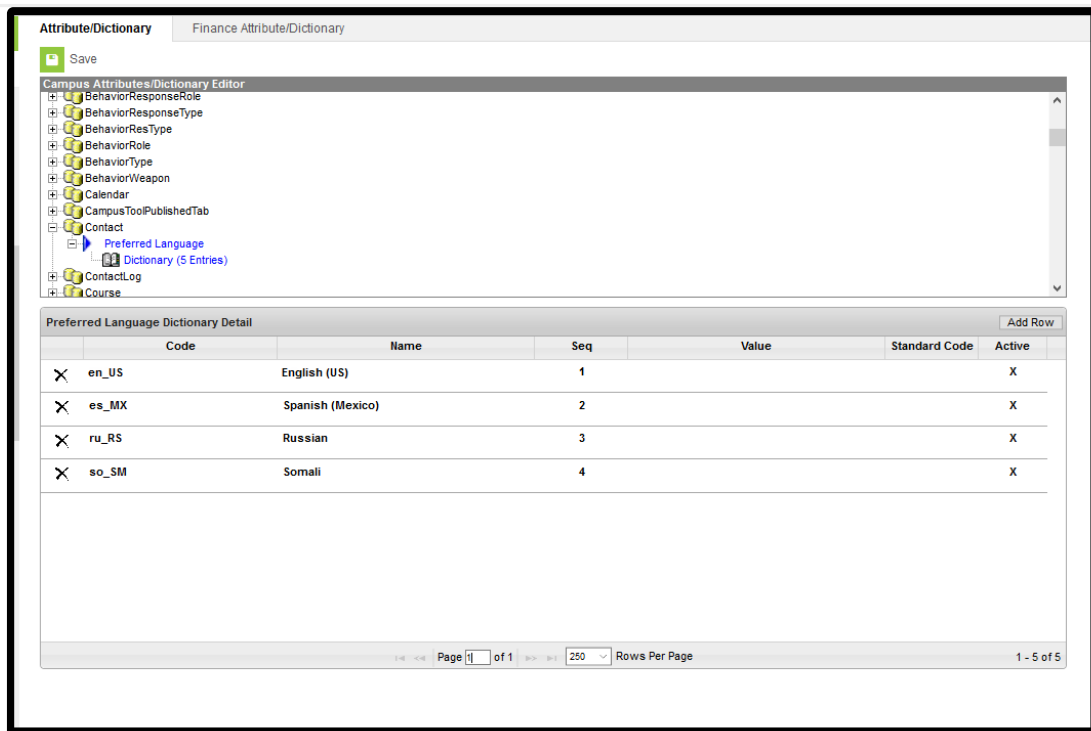 Attribute/Dictionary Finance Attribute/Dictionary
Save
Campus Attributes/Dictionary Editor
BehaviorResponseRole
BehaviorResponseType
BehaviorResType
BehaviorRole
BehaviorType
BehaviorWeapon
Calendar
CampusToolPublishedTab
Contact
Preferred Language
Dictionary (5 Entries)
ContactLog
Course
Preferred Language Dictionary Detail Add Row
Code Name Seq Value Standard Code Active
en_US English (US) 1 X
es_MX Spanish (Mexico) 2 X
ru_RS Russian 3 X
so_SM Somali 4 X
Page 1 of 1 250 Rows Per Page 1 - 5 of 5